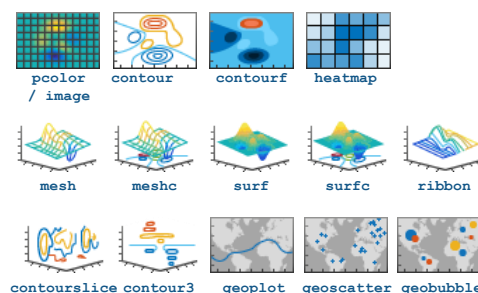 pcolor contour contourf heatmap
/ image
mesh meshc surf surfc ribbon
contourslice contour3 geoplot geoscatter geobubble